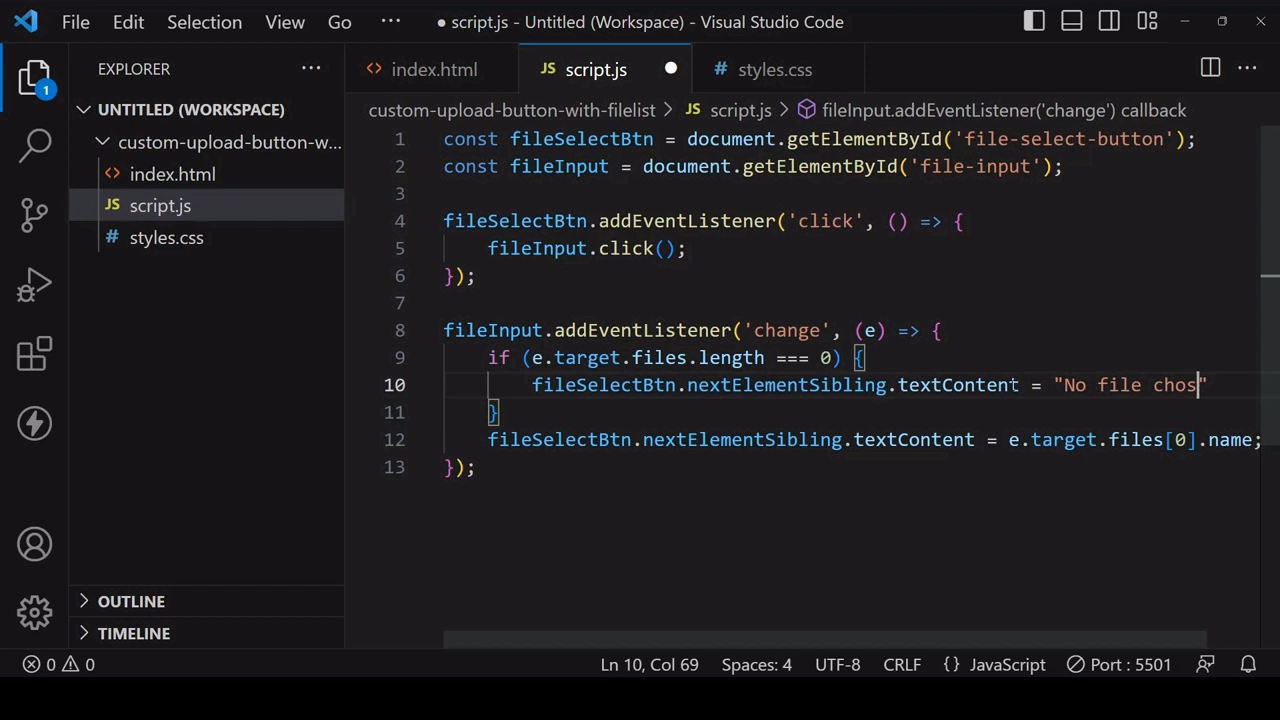 File Edit Selection View Go ··· ● script.js - Untitled (Workspace) - Visual Studio Code
EXPLORER ···
<> index.html JS script.js ● # styles.css ···
1
UNTITLED (WORKSPACE)
custom-upload-button-w...
<> index.html
JS script.js
# styles.css
OUTLINE
TIMELINE
custom-upload-button-with-filelist > JS script.js > fileInput.addEventListener('change') callback
1 const fileSelectBtn = document.getElementById('file-select-button');
2 const fileInput = document.getElementById('file-input');
3
4 fileSelectBtn.addEventListener('click', () => {
5     fileInput.click();
6 });
7
8 fileInput.addEventListener('change', (e) => {
9     if (e.target.files.length === 0) {
10         fileSelectBtn.nextElementSibling.textContent = "No file chos"
11     }
12     fileSelectBtn.nextElementSibling.textContent = e.target.files[0].name;
13 });
0 0 Ln 10, Col 69 Spaces: 4 UTF-8 CRLF {} JavaScript Port : 5501